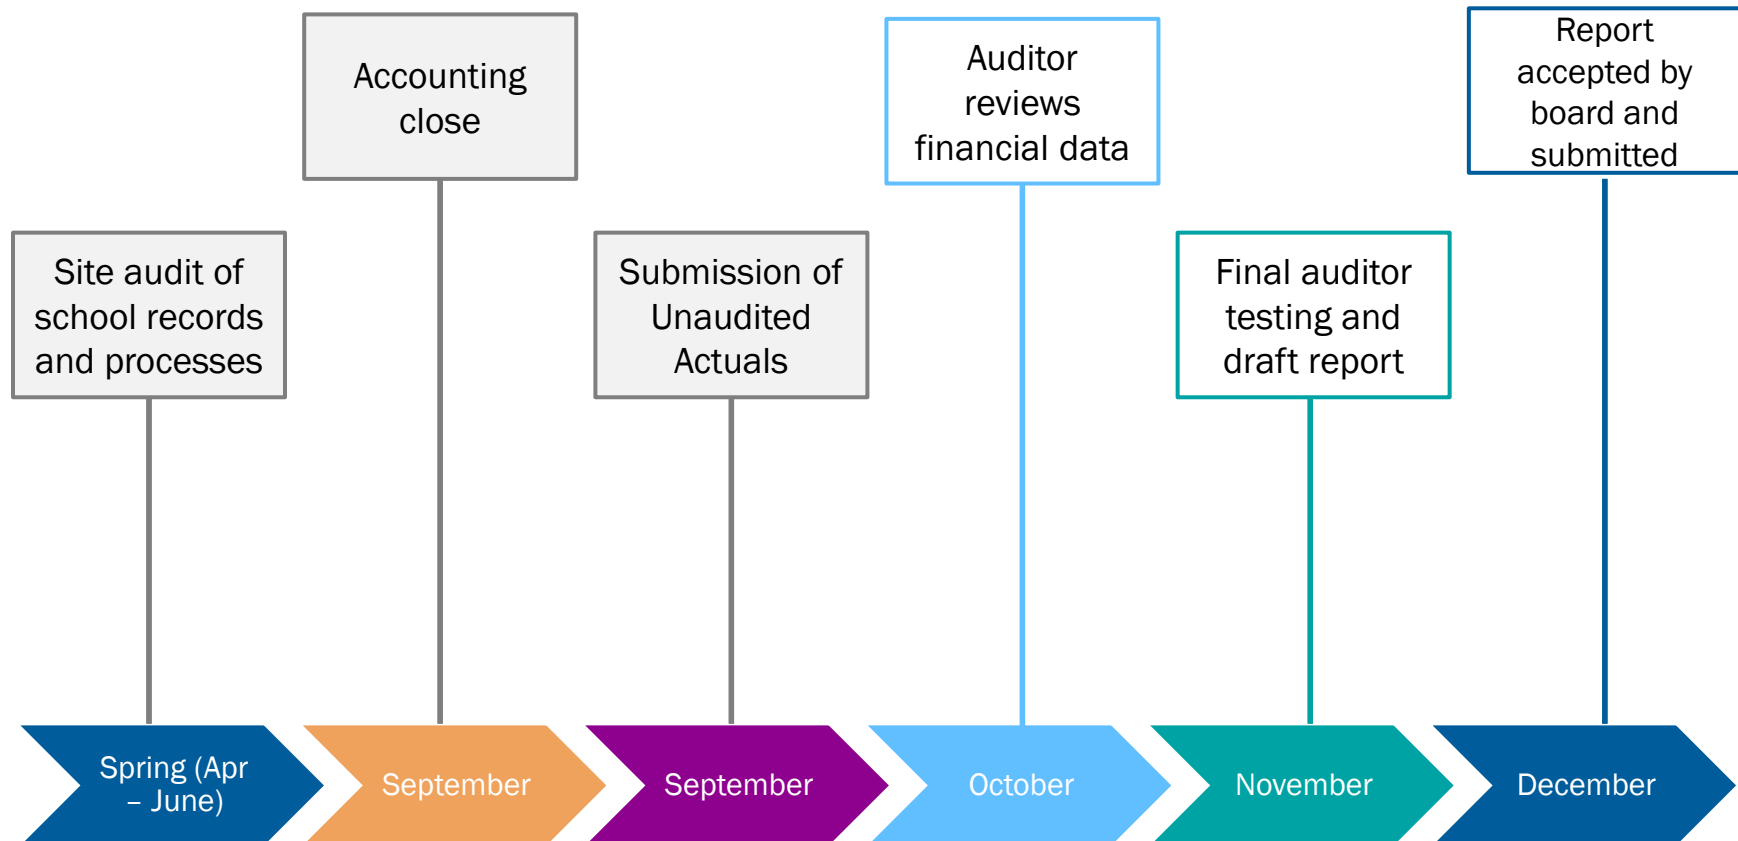 Accounting
close
Auditor
reviews
financial data
Report
accepted by
board and
submitted
Site audit of
school records
and processes
Submission of
Unaudited
Actuals
Final auditor
testing and
draft report
Spring (Apr
– June)
September
September
October
November
December